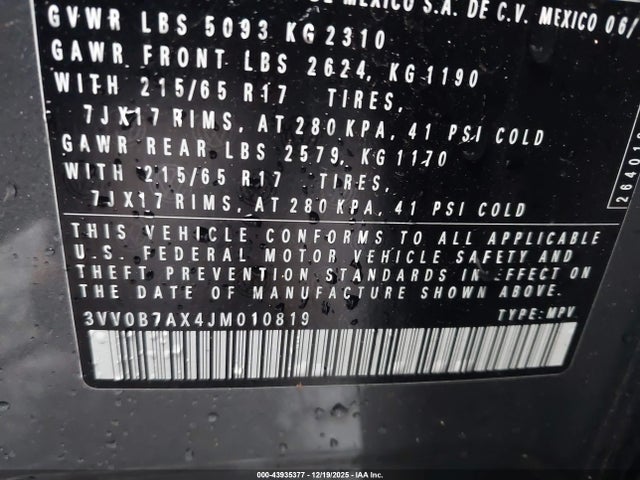 MEXICO S.A. DE C.V. MEXICO 06/
GVWR LBS 5093 KG 2310
GAWR FRONT LBS 2624, KG 1190
WITH 215/65 R17 TIRES,
7JX17 RIMS, AT 280 KPA, 41 PSI COLD
GAWR REAR LBS 2579, KG 1170
WITH 215/65 R17 TIRES,
7JX17 RIMS, AT 280 KPA, 41 PSI COLD
THIS VEHICLE CONFORMS TO ALL APPLICABLE
U.S. FEDERAL MOTOR VEHICLE SAFETY AND
THEFT PREVENTION STANDARDS IN EFFECT ON
THE DATE OF MANUFACTURE SHOWN ABOVE.
3VV0B7AX4JM010819 TYPE: MPV
000-43935377 - 12/19/2025 - IAA Inc.